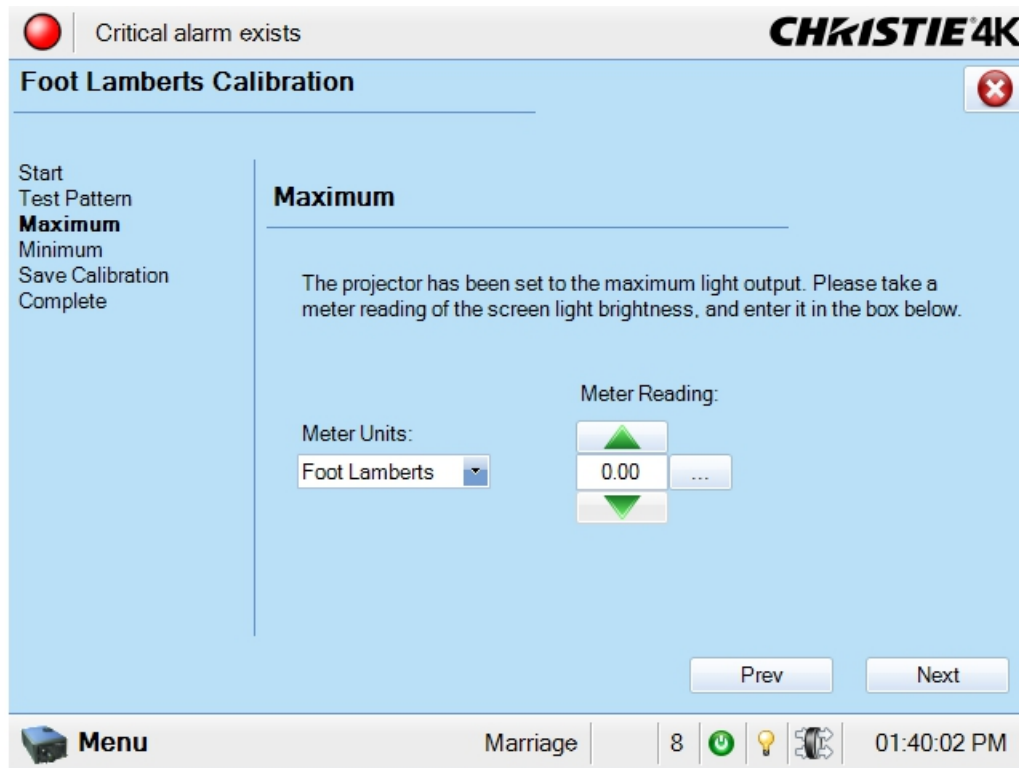 Critical alarm exists
CHRISTIE 4K
Foot Lamberts Calibration
Start
Test Pattern
Maximum
Minimum
Save Calibration
Complete
Maximum
The projector has been set to the maximum light output. Please take a
meter reading of the screen light brightness, and enter it in the box below.
Meter Reading:
Meter Units:
Foot Lamberts
0.00
...
Prev
Next
Menu
Marriage
8
01:40:02 PM